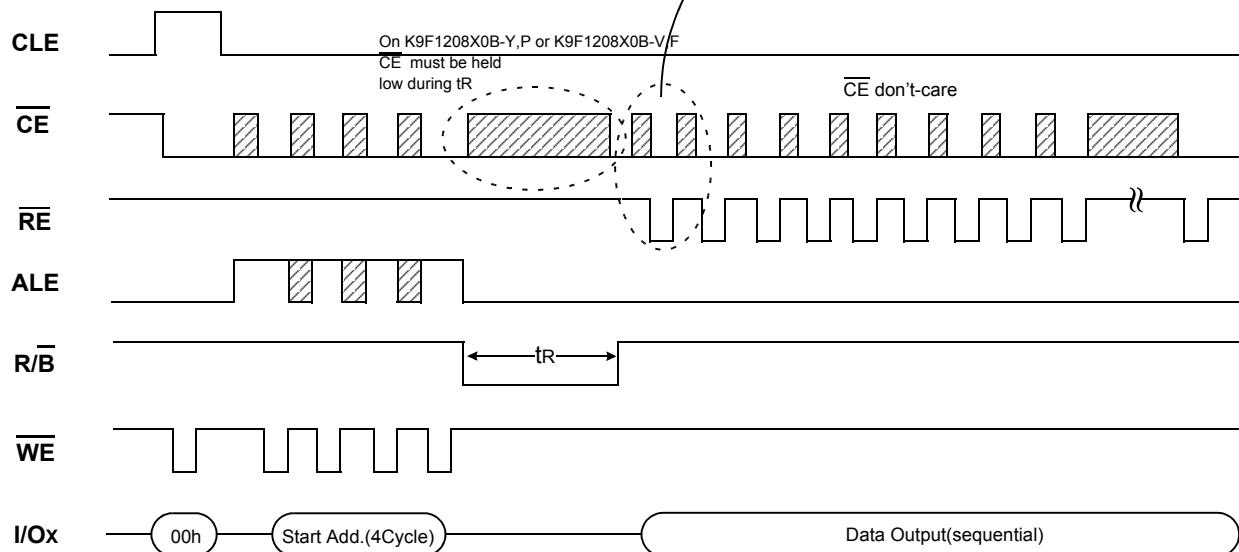 CLE
On K9F1208X0B-Y,P or K9F1208X0B-V,F
CE must be held
low during tR
CE don't-care
CE
RE
ALE
R/B
tR
WE
I/Ox
00h
Start Add.(4Cycle)
Data Output(sequential)